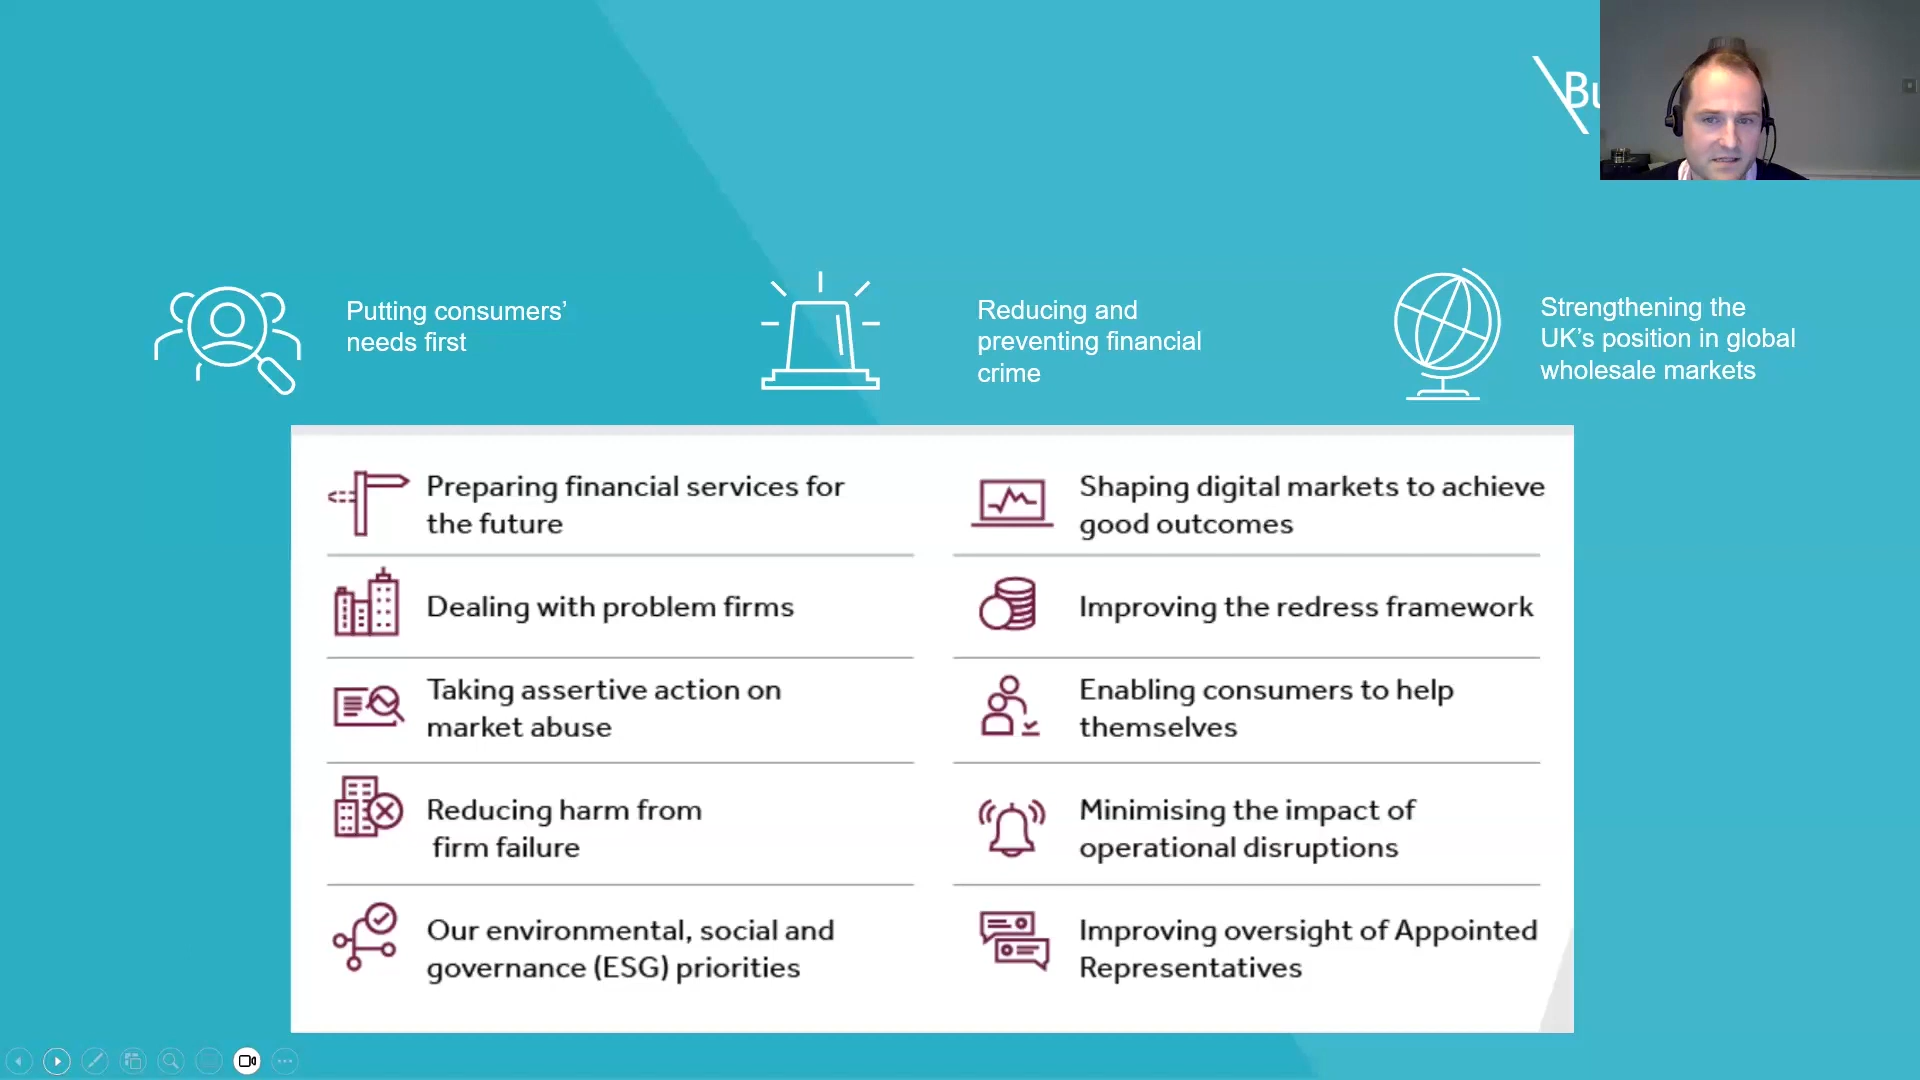 Putting consumers’
needs first
Reducing and
preventing financial
crime
Strengthening the
UK’s position in global
wholesale markets
Preparing financial services for
the future
Dealing with problem firms
Taking assertive action on
market abuse
Reducing harm from
firm failure
Our environmental, social and
governance (ESG) priorities
Shaping digital markets to achieve
good outcomes
Improving the redress framework
Enabling consumers to help
themselves
Minimising the impact of
operational disruptions
Improving oversight of Appointed
Representatives